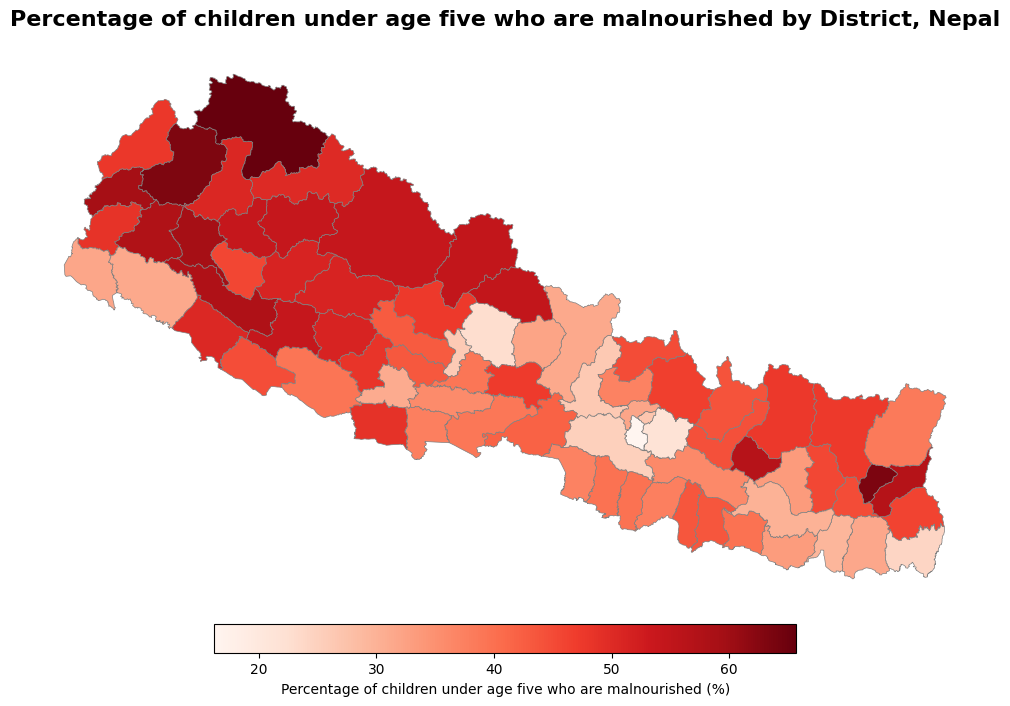 Percentage of children under age five who are malnourished by District, Nepal
20 30 40 50 60
Percentage of children under age five who are malnourished (%)